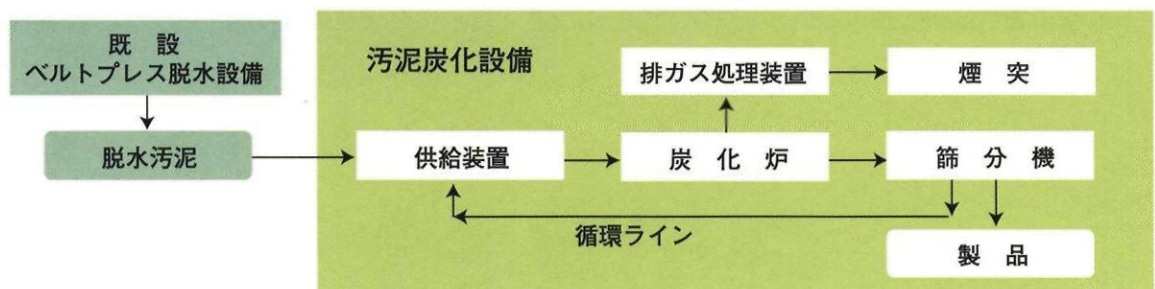 既　設
ベルトプレス脱水設備
脱水汚泥
汚泥炭化設備
排ガス処理装置
煙　突
供給装置
炭　化　炉
篩　分　機
循環ライン
製　品